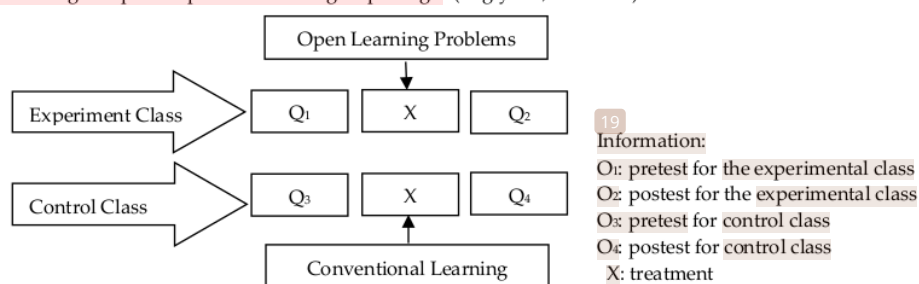 Open Learning Problems
Experiment Class
Q1
X
Q2
Control Class
Q3
X
Q4
Conventional Learning
19
Information:
O1: pretest for the experimental class
O2: postest for the experimental class
O3: pretest for control class
O4: postest for control class
X: treatment